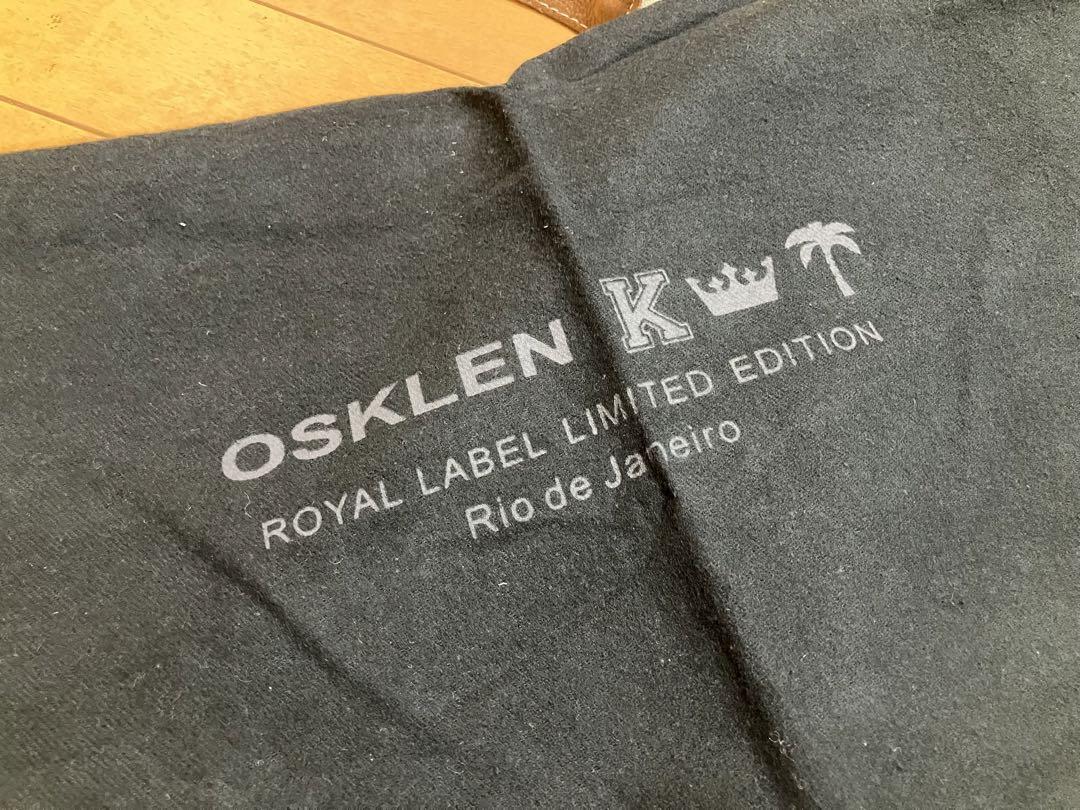 OSKLEN K
ROYAL LABEL LIMITED EDITION
Rio de Janeiro